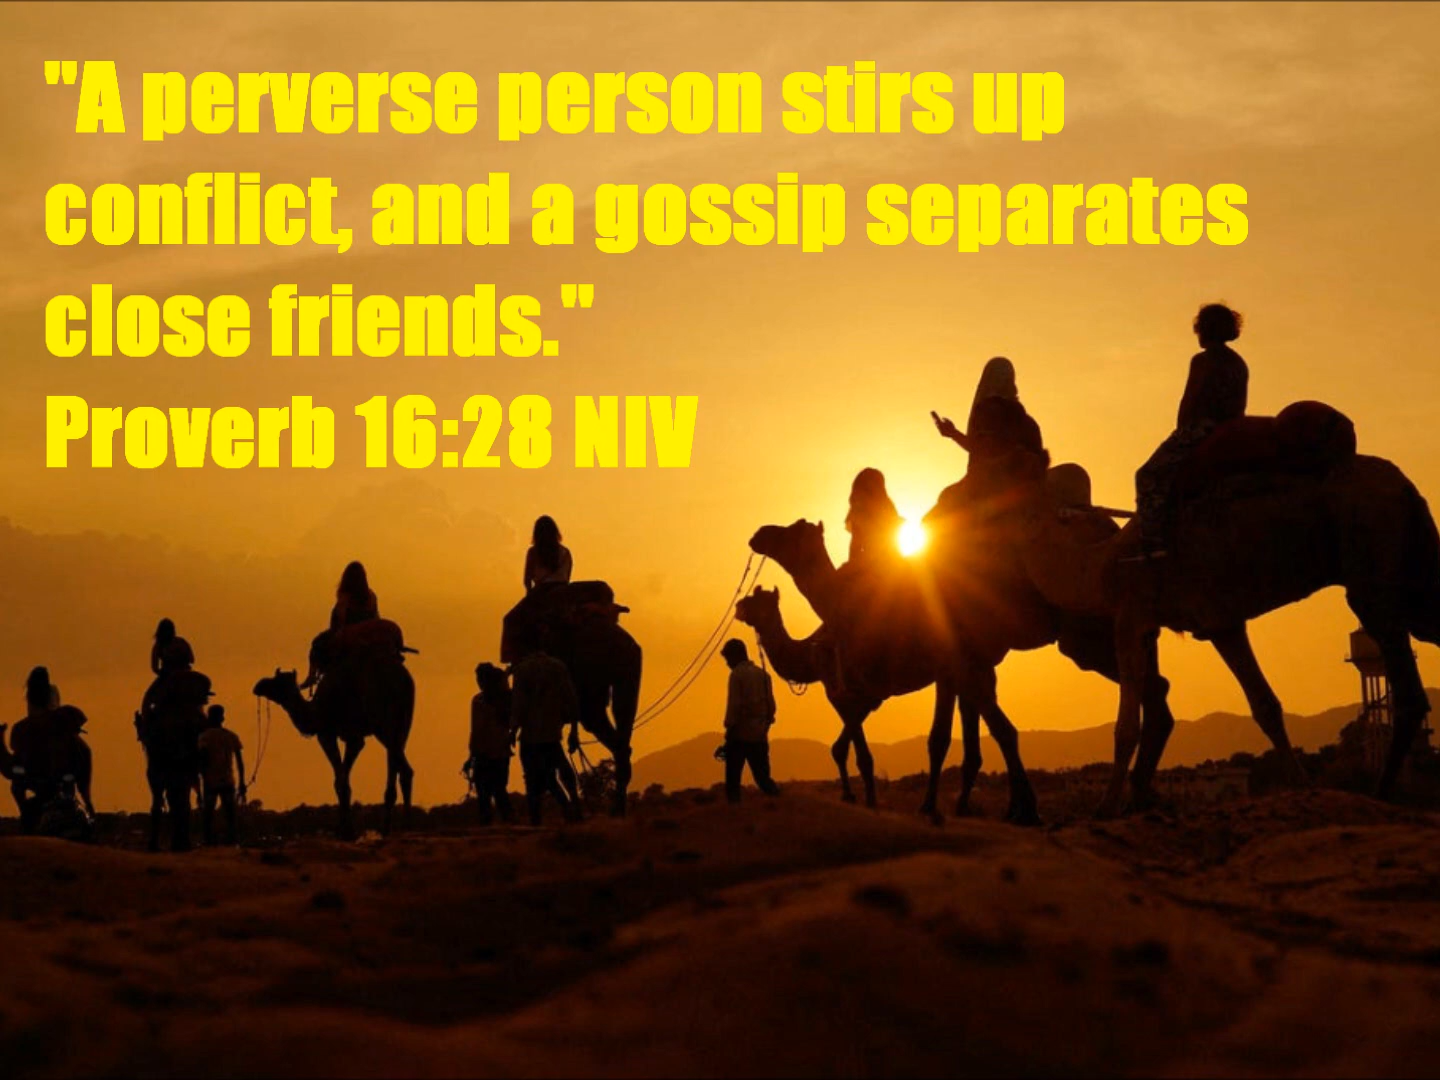 "A perverse person stirs up
conflict, and a gossip separates
close friends."
Proverb 16:28 NIV